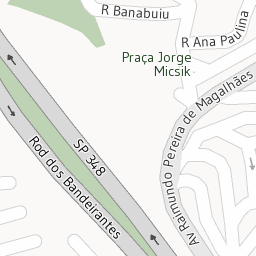 R Banabuiu
R Ana Paulina
Praça Jorge
Micsik
Av Raimundo Pereira de Magalhães
SP 348
Rod dos Bandeirantes